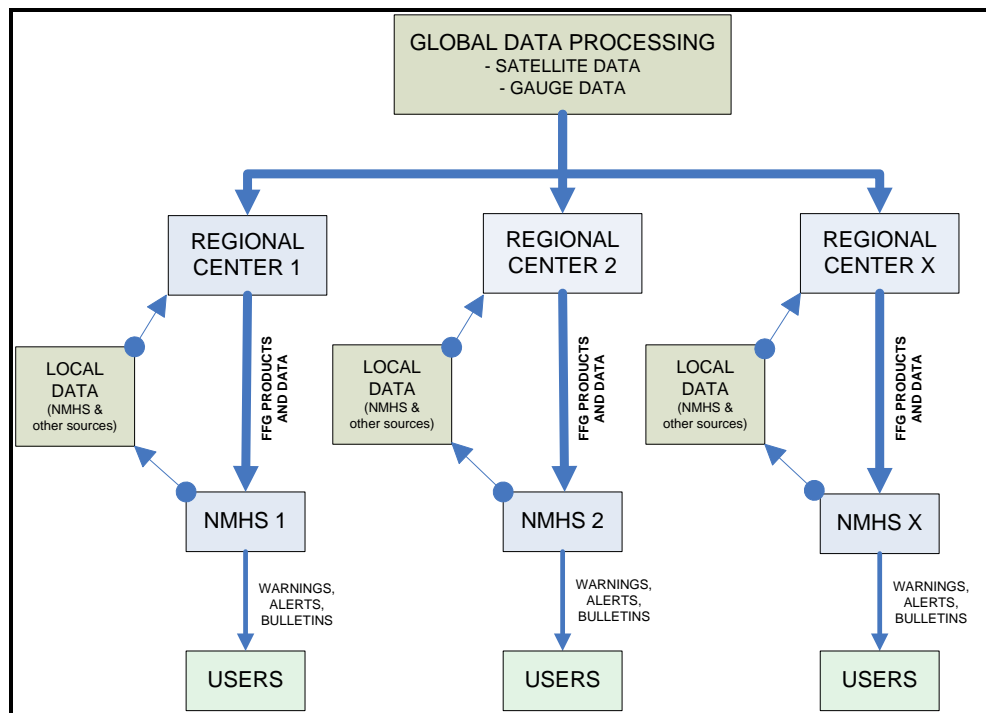 GLOBAL DATA PROCESSING
- SATELLITE DATA
- GAUGE DATA
REGIONAL
CENTER 1
REGIONAL
CENTER 2
REGIONAL
CENTER X
LOCAL
DATA
(NMHS &
other sources)
FFG PRODUCTS
AND DATA
LOCAL
DATA
(NMHS &
other sources)
FFG PRODUCTS
AND DATA
LOCAL
DATA
(NMHS &
other sources)
FFG PRODUCTS
AND DATA
NMHS 1
NMHS 2
NMHS X
WARNINGS,
ALERTS,
BULLETINS
WARNINGS,
ALERTS,
BULLETINS
WARNINGS,
ALERTS,
BULLETINS
USERS
USERS
USERS